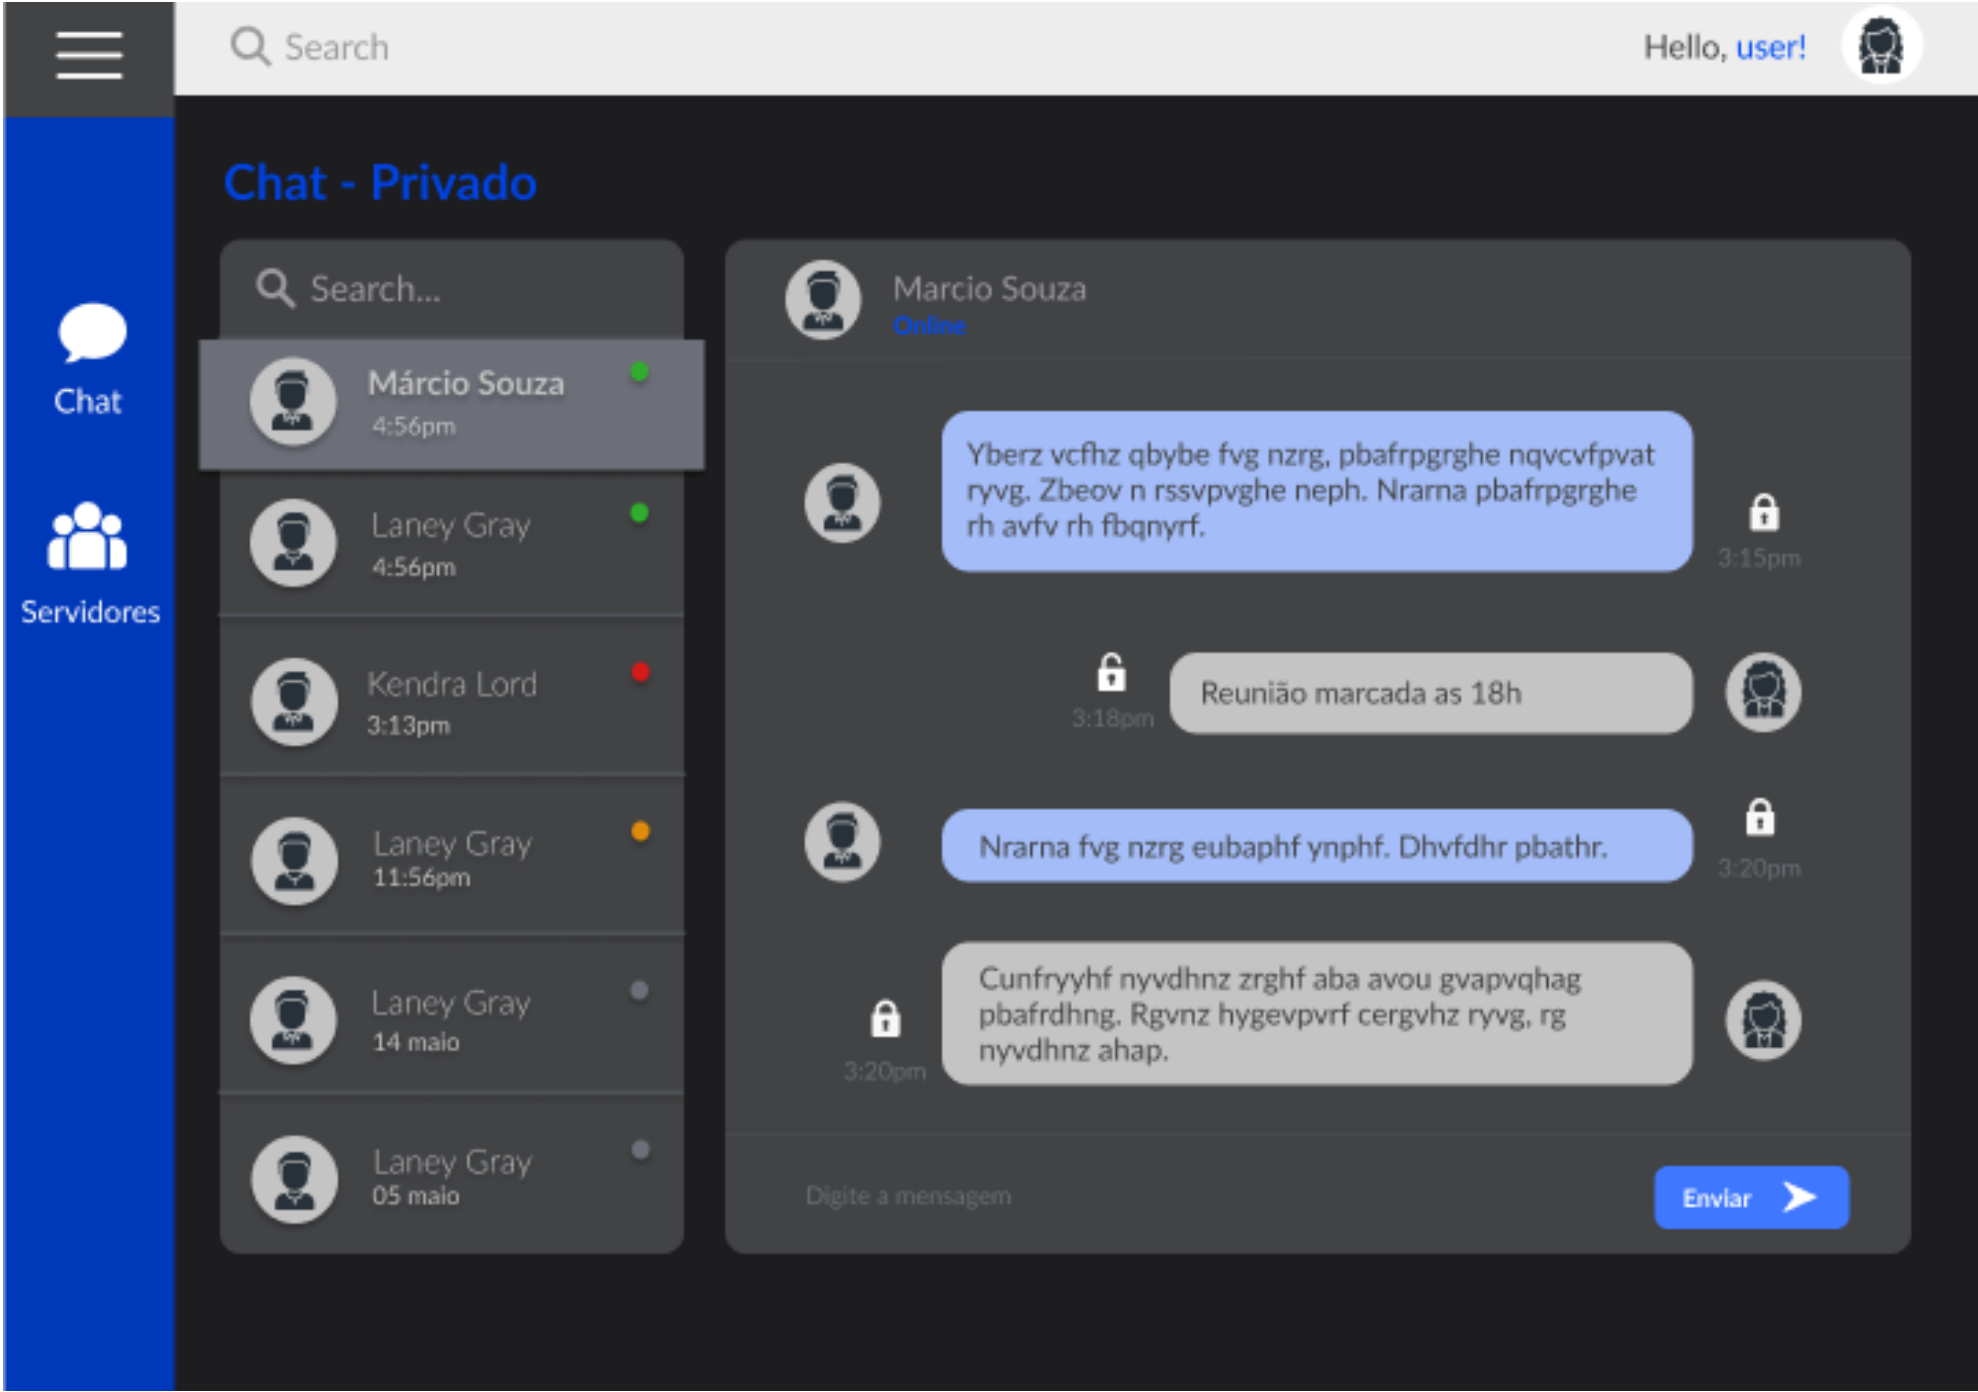 Search
Hello, user!
Chat - Privado
Chat
Servidores
Search...
Márcio Souza
4:56pm
Laney Gray
4:56pm
Kendra Lord
3:13pm
Laney Gray
11:56pm
Laney Gray
14 maio
Laney Gray
05 maio
Marcio Souza
Online
Yberz vcfhz qbybe fvg nzrg, pbafrpgrghe nqvcvfpvat
ryvg. Zbeov n rssvpvghe neph. Nrarna pbafrpgrghe
rh avfv rh fbqnyrf.
3:15pm
Reunião marcada as 18h
3:18pm
Nrarna fvg nzrg eubaphf ynphf. Dhvfdhr pbathr.
3:20pm
Cunfryyhf nyvdhnz zrghf aba avou gvapvqhag
pbafrdhng. Rgvnz hygevpvrf cergvhz ryvg, rg
nyvdhnz ahap.
3:20pm
Digite a mensagem
Enviar